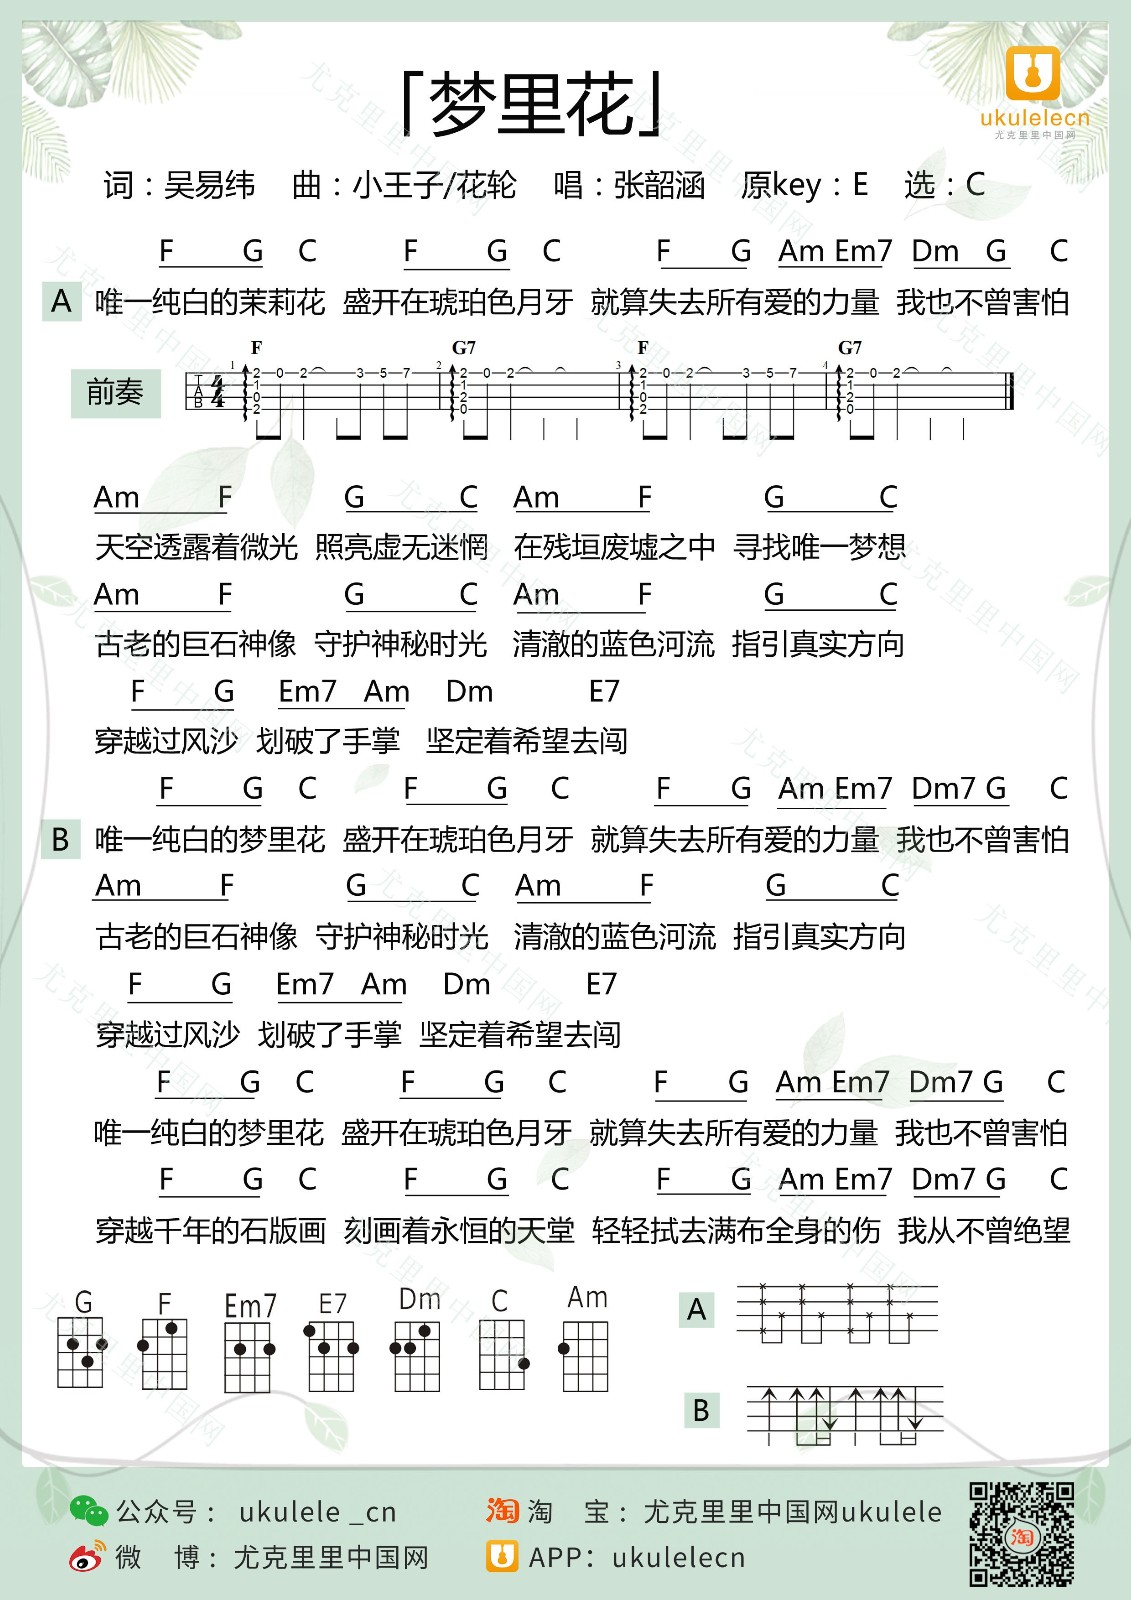 「梦里花」
ukulelecn
尤克里里中国网
词：吴易纬 曲：小王子/花轮 唱：张韶涵 原key：E 选：C
F G C F G C F G Am Em7 Dm G C
A 唯一纯白的茉莉花 盛开在琥珀色月牙 就算失去所有爱的力量 我也不曾害怕
F G7 F G7
前奏
1 2 3 4
T A B 4 4
2 0 2 3 5 7 2 0 2 2 0 2 3 5 7 2 0 2
1 1 1 1
0 2 0 2
2 0 2 0
Am F G C Am F G C
天空透露着微光 照亮虚无迷惘 在残垣废墟之中 寻找唯一梦想
Am F G C Am F G C
古老的巨石神像 守护神秘时光 清澈的蓝色河流 指引真实方向
F G Em7 Am Dm E7
穿越过风沙 划破了手掌 坚定着希望去闯
F G C F G C F G Am Em7 Dm7 G C
B 唯一纯白的梦里花 盛开在琥珀色月牙 就算失去所有爱的力量 我也不曾害怕
Am F G C Am F G C
古老的巨石神像 守护神秘时光 清澈的蓝色河流 指引真实方向
F G Em7 Am Dm E7
穿越过风沙 划破了手掌 坚定着希望去闯
F G C F G C F G Am Em7 Dm7 G C
唯一纯白的梦里花 盛开在琥珀色月牙 就算失去所有爱的力量 我也不曾害怕
F G C F G C F G Am Em7 Dm7 G C
穿越千年的石版画 刻画着永恒的天堂 轻轻拭去满布全身的伤 我从不曾绝望
G F Em7 E7 Dm C Am
A
B
公众号： ukulele _cn
淘 淘 宝：尤克里里中国网ukulele
微 博：尤克里里中国网
APP：ukulelecn
淘